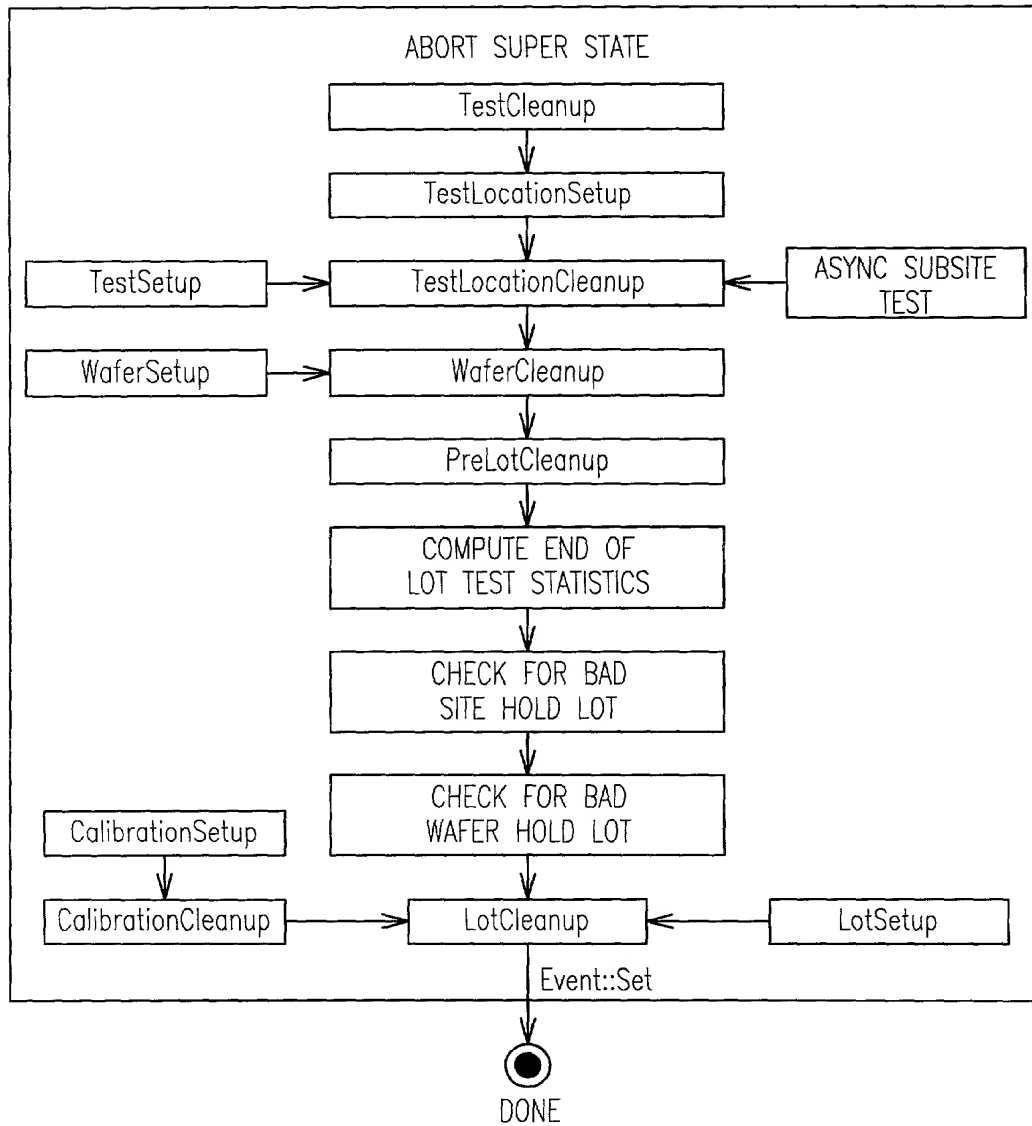 ABORT SUPER STATE
TestCleanup
TestLocationSetup
TestSetup
TestLocationCleanup
ASYNC SUBSITE
TEST
WaferSetup
WaferCleanup
PreLotCleanup
COMPUTE END OF
LOT TEST STATISTICS
CHECK FOR BAD
SITE HOLD LOT
CHECK FOR BAD
WAFER HOLD LOT
CalibrationSetup
CalibrationCleanup
LotCleanup
LotSetup
Event::Set
DONE